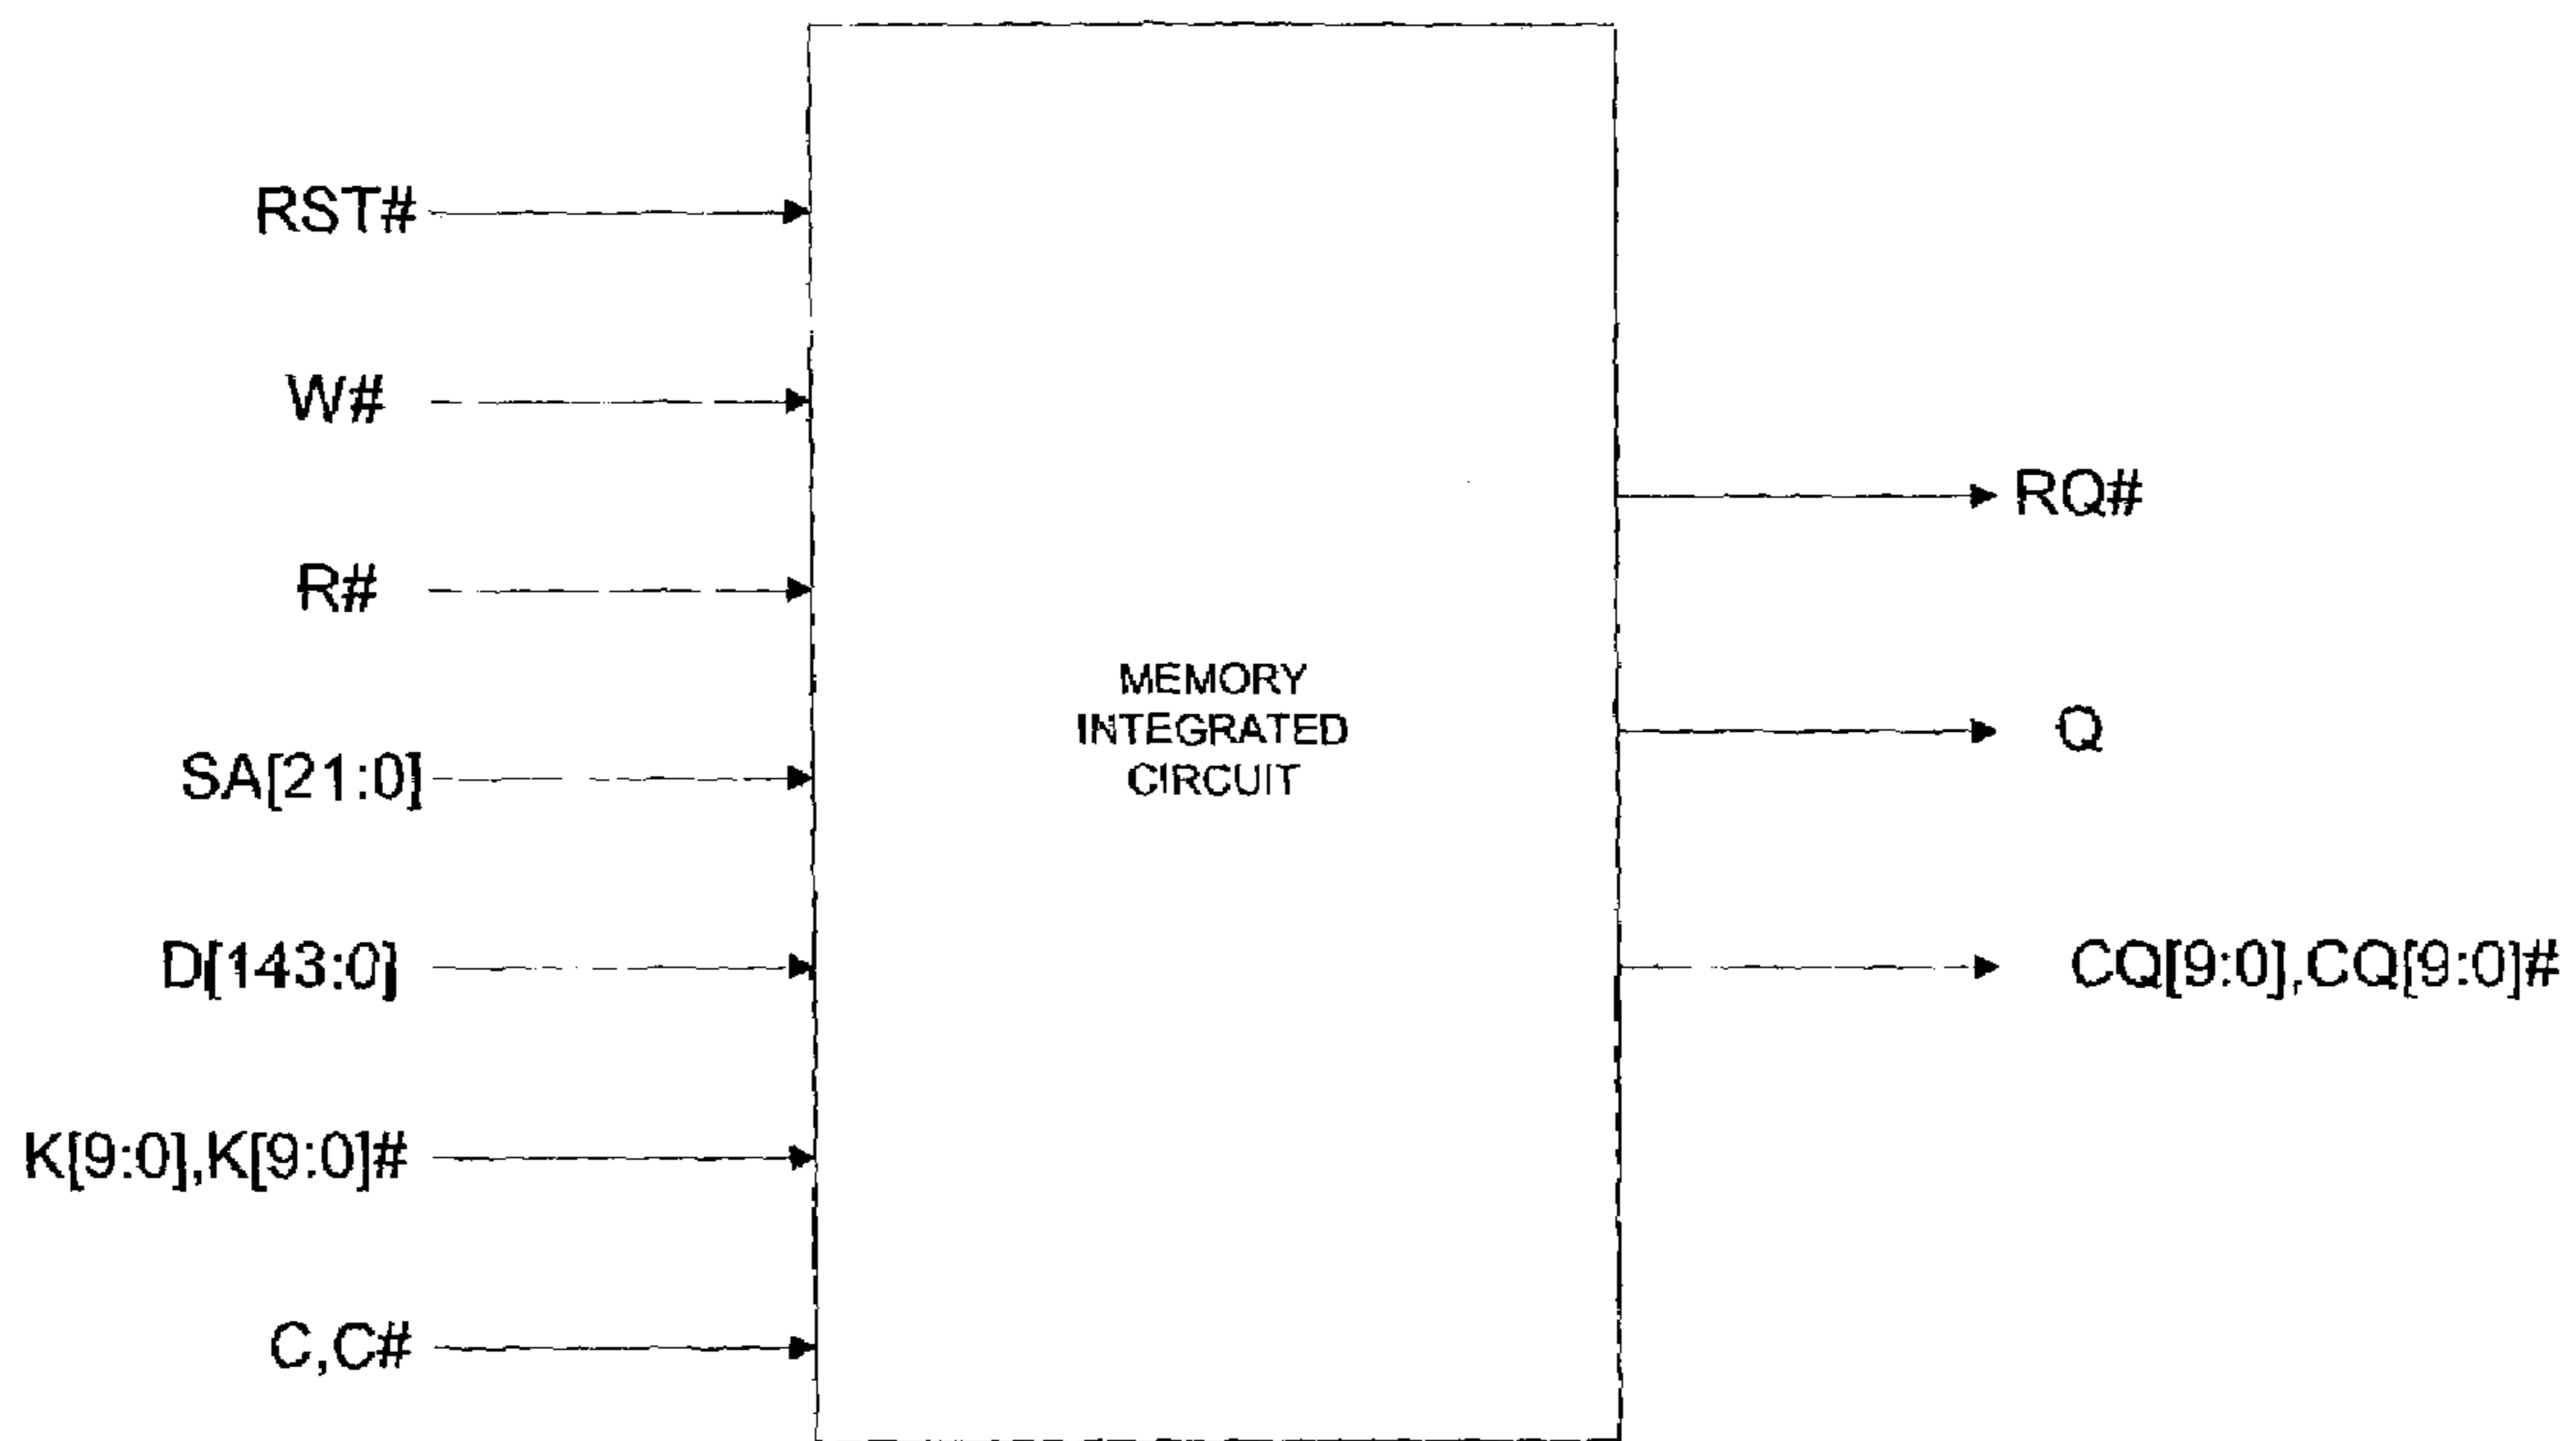 RST#
W#
R#
SA[21:0]
D[143:0]
K[9:0],K[9:0]#
C,C#
MEMORY
INTEGRATED
CIRCUIT
RQ#
Q
CQ[9:0],CQ[9:0]#